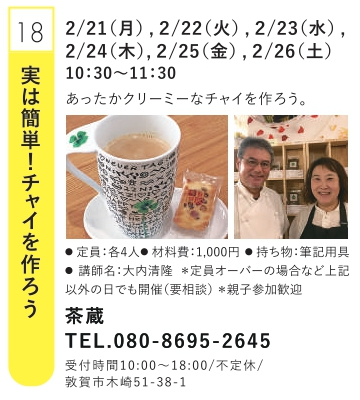 18
実は簡単！チャイを作ろう
2/21（月）, 2/22（火）, 2/23（水）,
2/24（木）, 2/25（金）, 2/26（土）
10:30〜11:30
あったかクリーミーなチャイを作ろう。
● 定員：各4人● 材料費：1,000円 ● 持ち物：筆記用具
● 講師名：大内清隆 ＊定員オーバーの場合など上記
以外の日でも開催（要相談） ＊親子参加歓迎
茶蔵
TEL.080-8695-2645
受付時間10:00〜18:00/不定休/
敦賀市木崎51-38-1